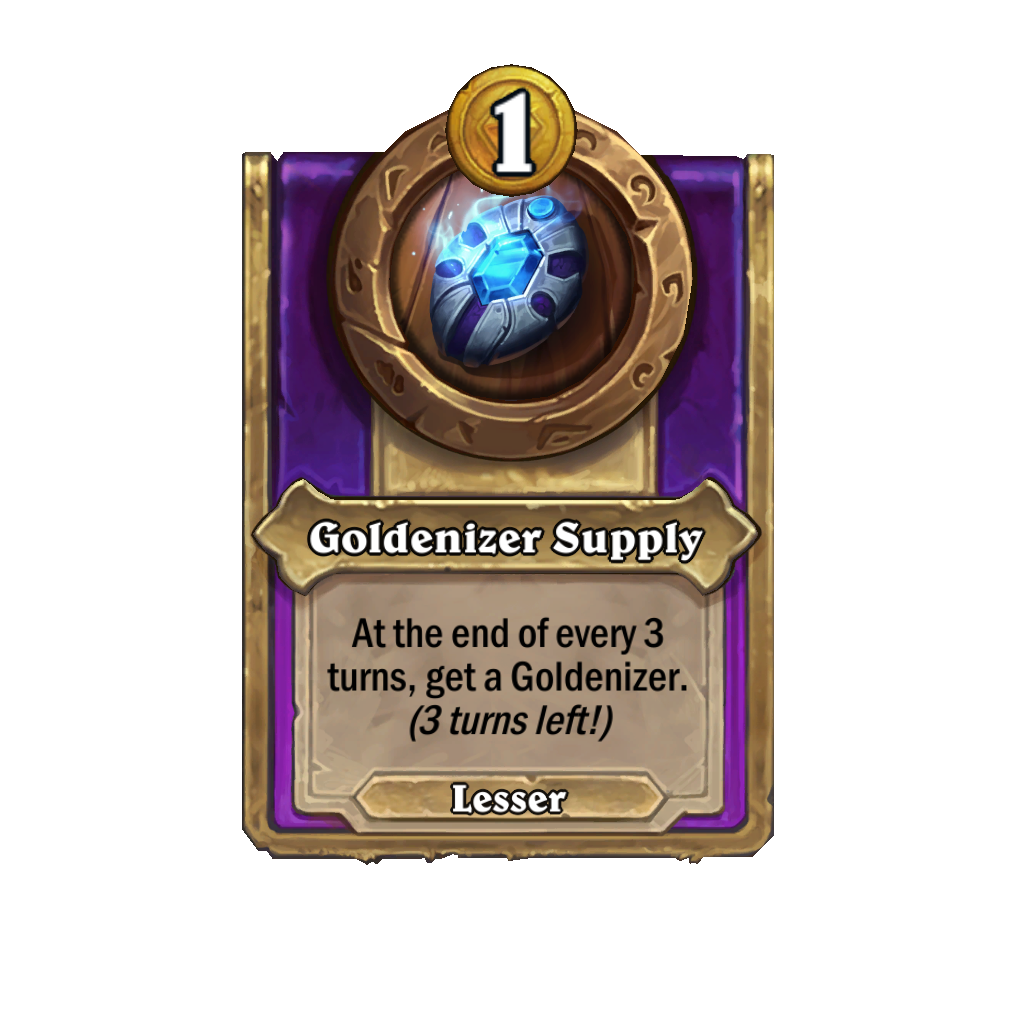 1
Goldenizer Supply
At the end of every 3
turns, get a Goldenizer.
(3 turns left!)
Lesser